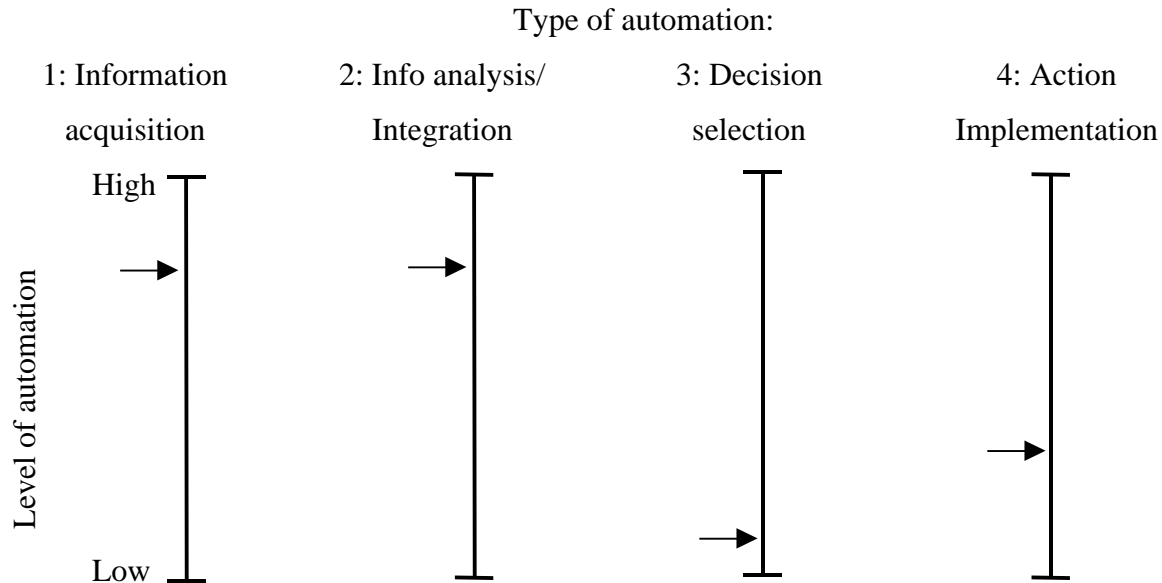 Type of automation:
1: Information
acquisition
2: Info analysis/
Integration
3: Decision
selection
4: Action
Implementation
High
Level of automation
Low